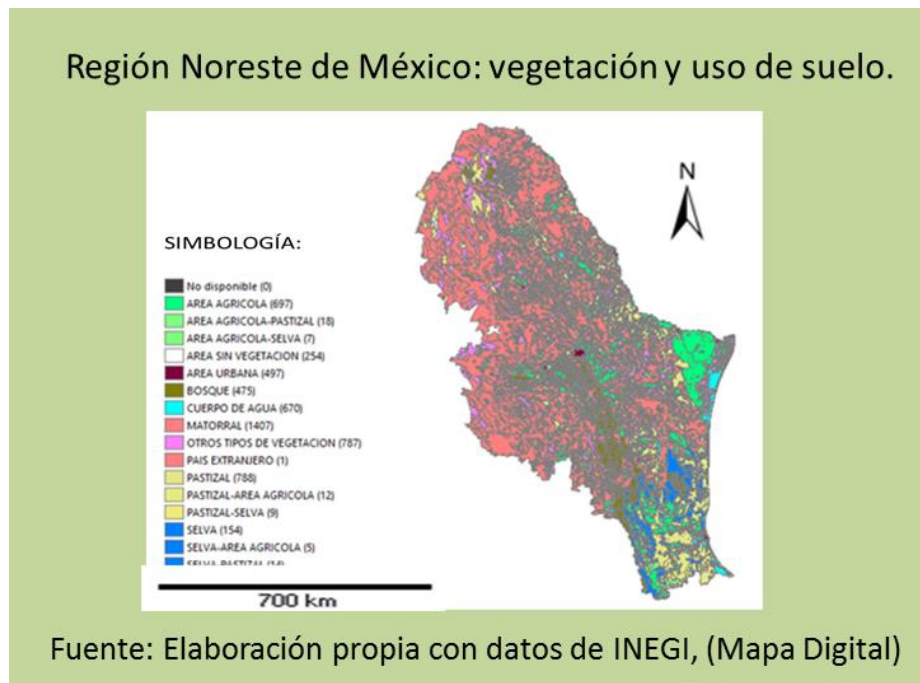 Región Noreste de México: vegetación y uso de suelo.
N
SIMBOLOGÍA:
No disponible (0)
AREA AGRICOLA (697)
AREA AGRICOLA-PASTIZAL (18)
AREA AGRICOLA-SELVA (7)
AREA SIN VEGETACION (254)
AREA URBANA (497)
BOSQUE (475)
CUERPO DE AGUA (670)
MATORRAL (1407)
OTROS TIPOS DE VEGETACION (787)
PAIS EXTRANJERO (1)
PASTIZAL (788)
PASTIZAL-AREA AGRICOLA (12)
PASTIZAL-SELVA (9)
SELVA (154)
SELVA-AREA AGRICOLA (5)
SELVA-PASTIZAL (14)
700 km
Fuente: Elaboración propia con datos de INEGI, (Mapa Digital)